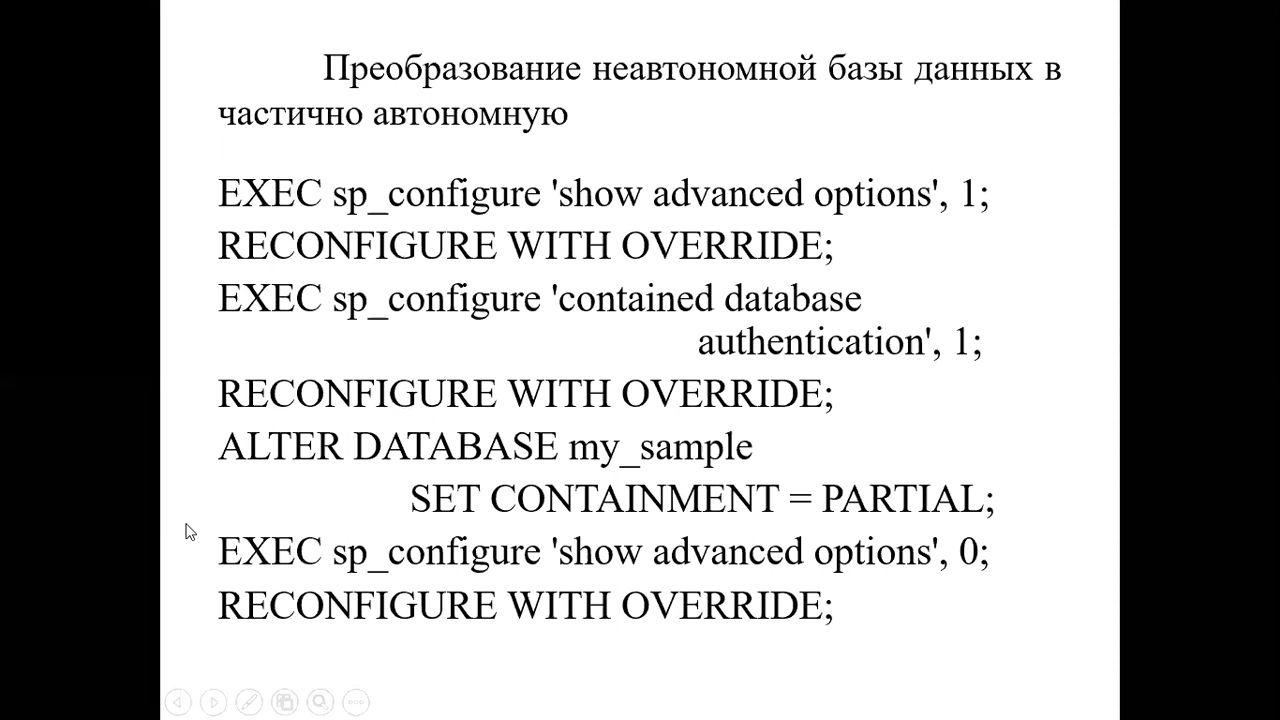 Преобразование неавтономной базы данных в
частично автономную
EXEC sp_configure 'show advanced options', 1;
RECONFIGURE WITH OVERRIDE;
EXEC sp_configure 'contained database
authentication', 1;
RECONFIGURE WITH OVERRIDE;
ALTER DATABASE my_sample
SET CONTAINMENT = PARTIAL;
EXEC sp_configure 'show advanced options', 0;
RECONFIGURE WITH OVERRIDE;